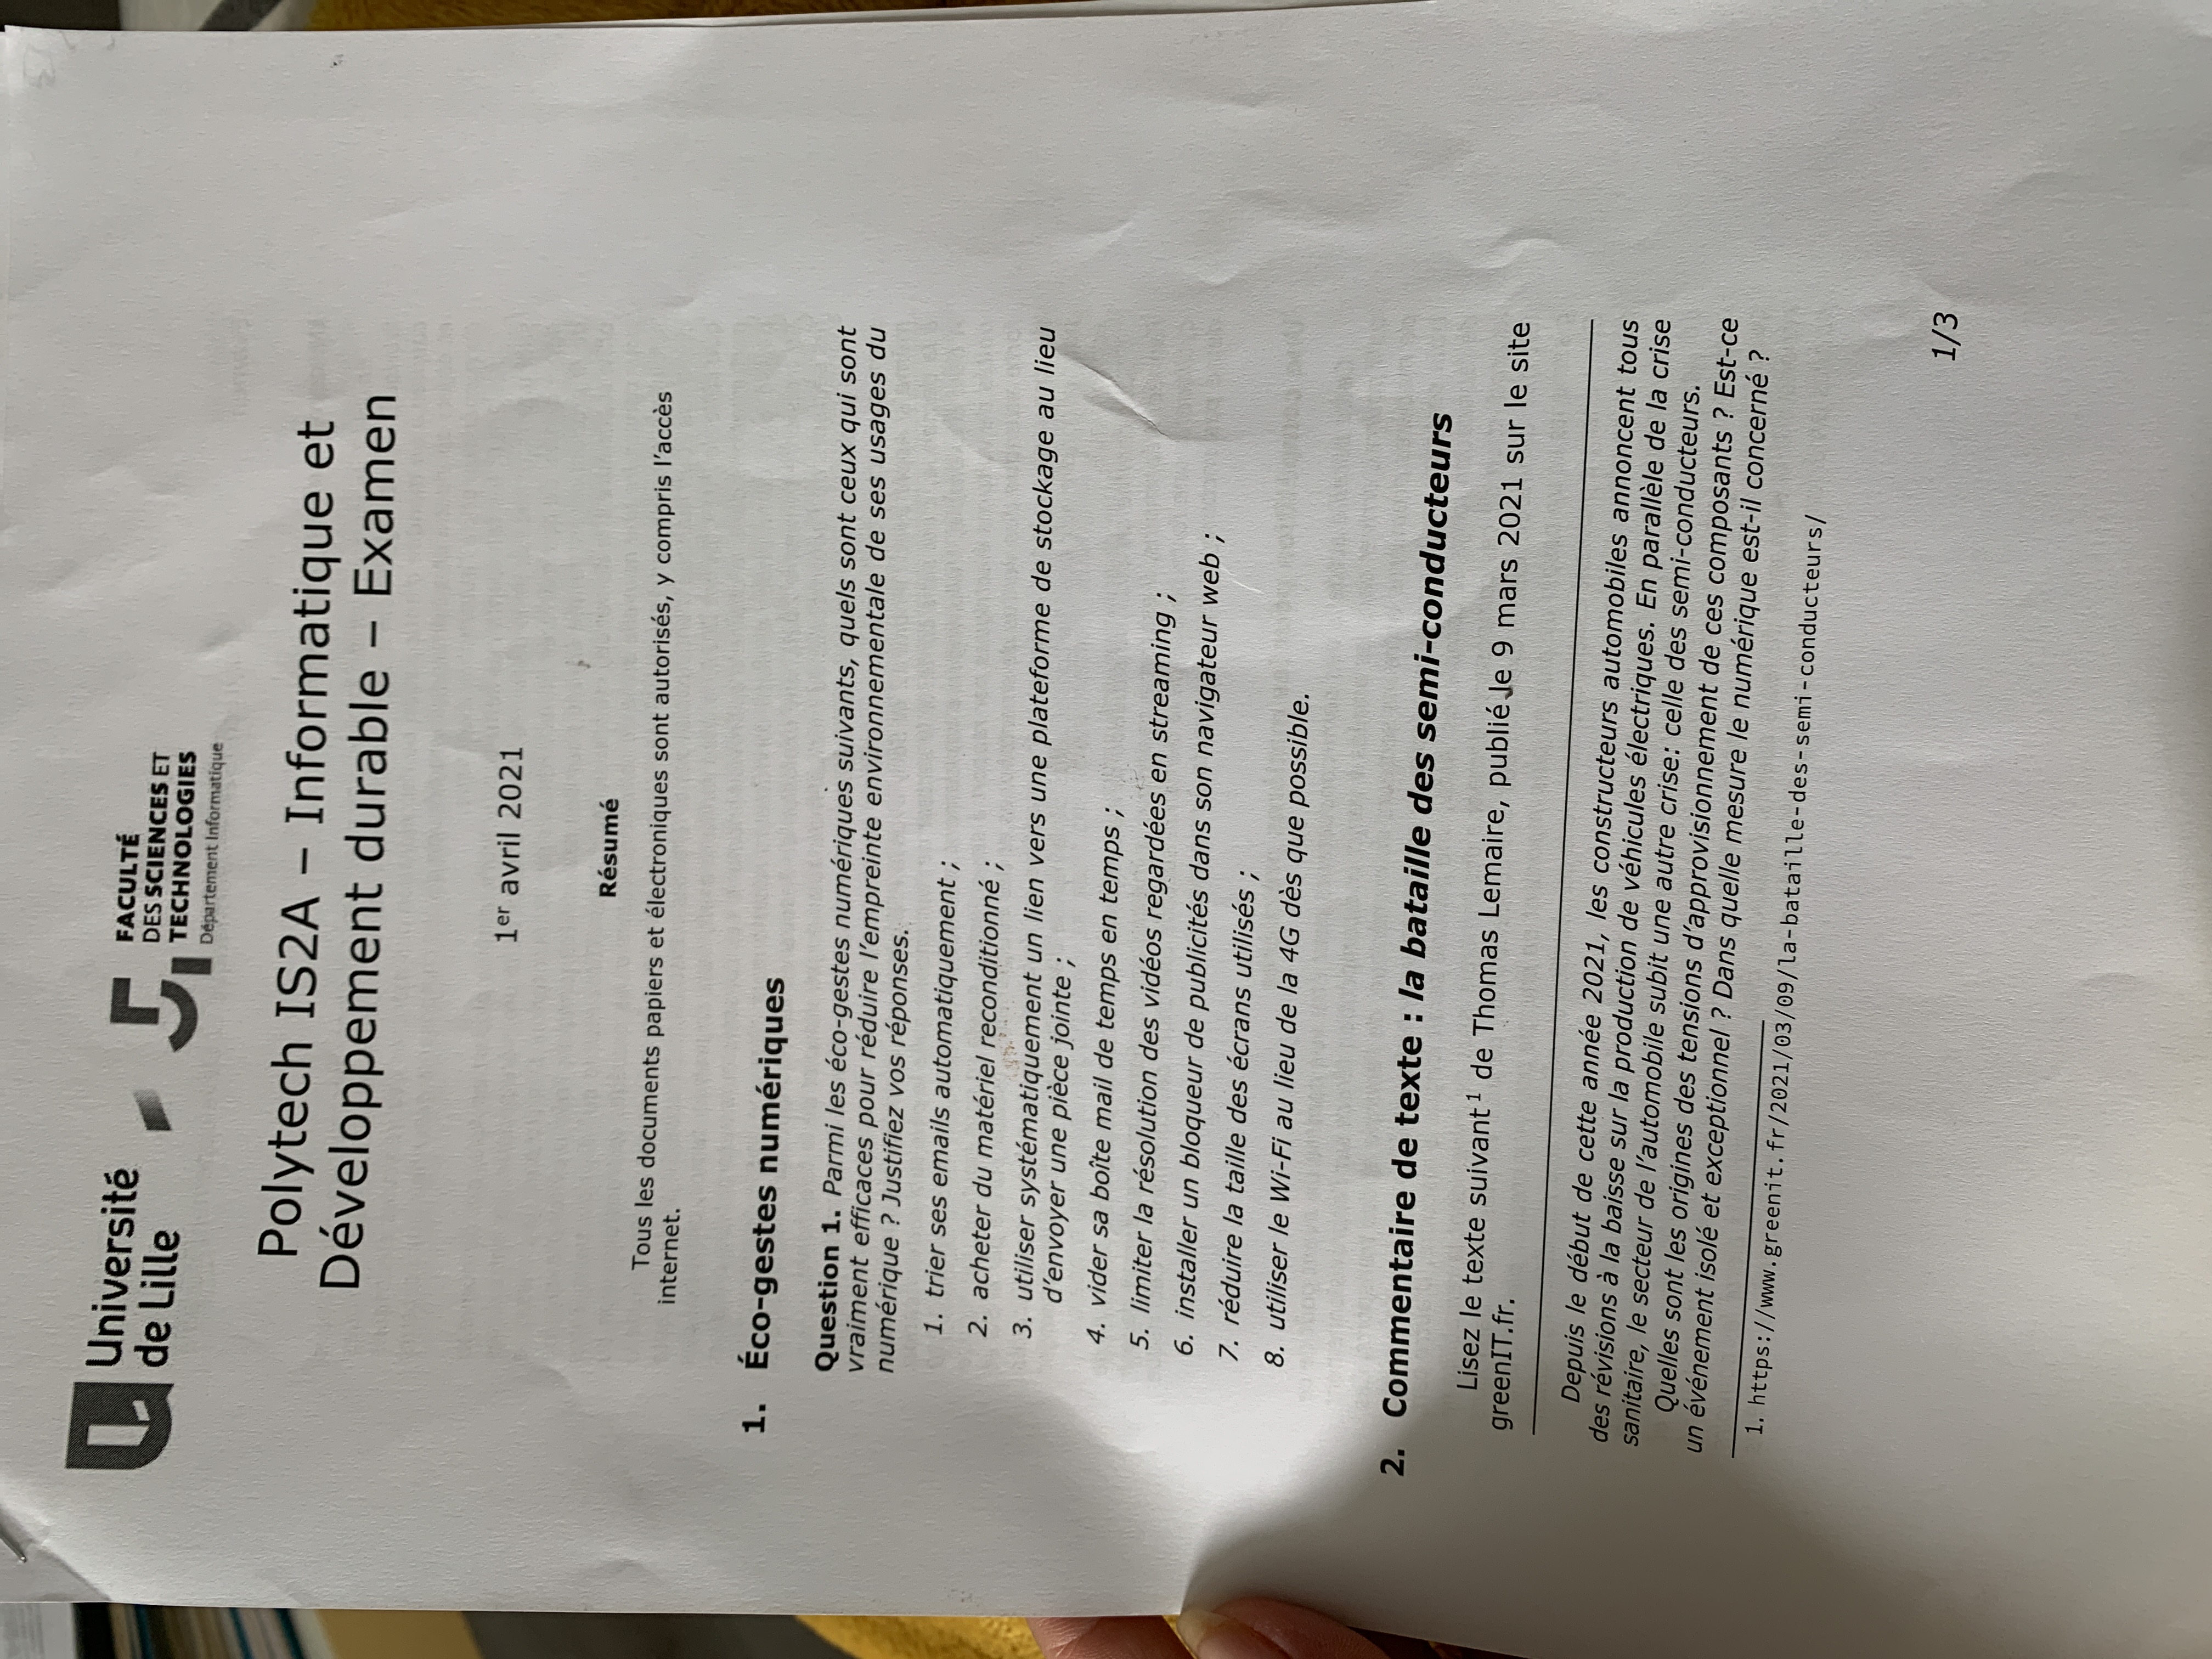 Université
de Lille
FACULTÉ
DES SCIENCES ET
TECHNOLOGIES
Département Informatique
Polytech IS2A – Informatique et
Développement durable – Examen
1er avril 2021
Résumé
Tous les documents papiers et électroniques sont autorisés, y compris l'accès
internet.
1. Éco-gestes numériques
Question 1. Parmi les éco-gestes numériques suivants, quels sont ceux qui sont
vraiment efficaces pour réduire l'empreinte environnementale de ses usages du
numérique ? Justifiez vos réponses.
1. trier ses emails automatiquement ;
2. acheter du matériel reconditionné ;
3. utiliser systématiquement un lien vers une plateforme de stockage au lieu
d'envoyer une pièce jointe ;
4. vider sa boîte mail de temps en temps ;
5. limiter la résolution des vidéos regardées en streaming ;
6. installer un bloqueur de publicités dans son navigateur web ;
7. réduire la taille des écrans utilisés ;
8. utiliser le Wi-Fi au lieu de la 4G dès que possible.
2. Commentaire de texte : la bataille des semi-conducteurs
Lisez le texte suivant 1 de Thomas Lemaire, publié le 9 mars 2021 sur le site
greenIT.fr.
Depuis le début de cette année 2021, les constructeurs automobiles annoncent tous
des révisions à la baisse sur la production de véhicules électriques. En parallèle de la crise
sanitaire, le secteur de l'automobile subit une autre crise: celle des semi-conducteurs.
Quelles sont les origines des tensions d'approvisionnement de ces composants ? Est-ce
un événement isolé et exceptionnel ? Dans quelle mesure le numérique est-il concerné ?
1. https://www.greenit.fr/2021/03/09/la-bataille-des-semi-conducteurs/
1/3